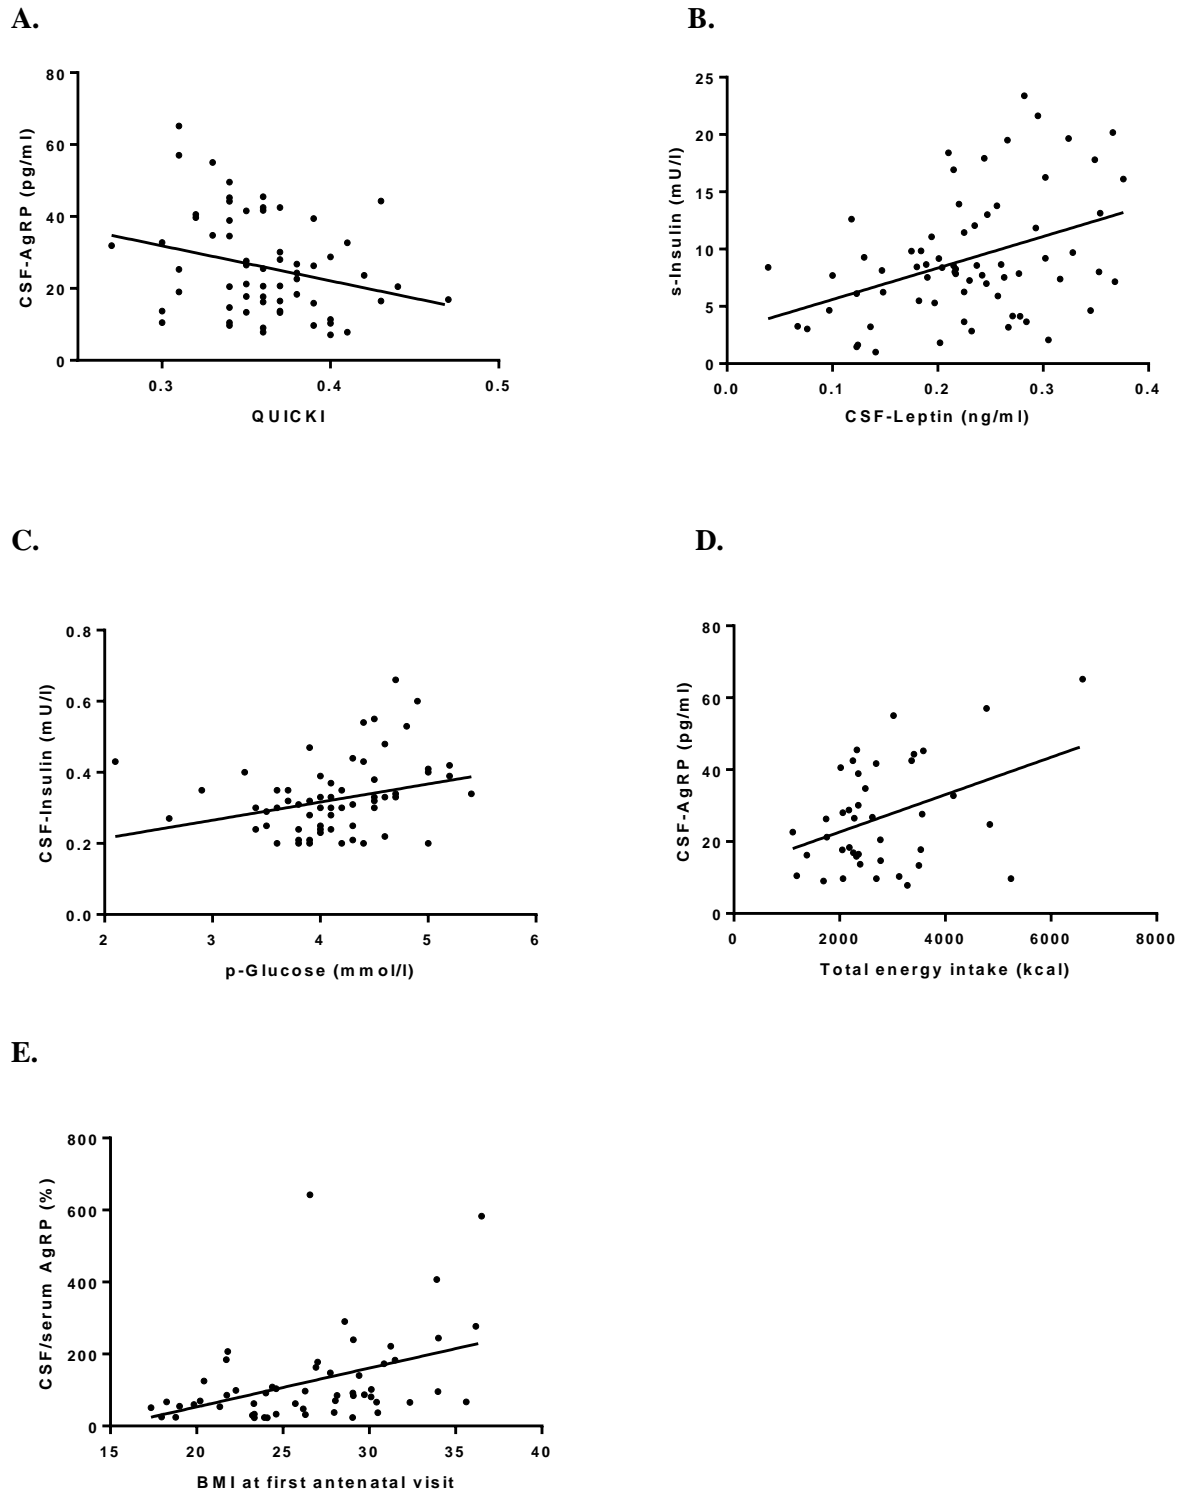 A.
80
60
40
20
0
0.3 0.4 0.5
CSF-AgRP (pg/ml)
QUICKI
B.
25
20
15
10
5
0
0.0 0.1 0.2 0.3 0.4
s-Insulin (mU/l)
CSF-Leptin (ng/ml)
C.
0.8
0.6
0.4
0.2
0.0
2 3 4 5 6
CSF-Insulin (mU/l)
p-Glucose (mmol/l)
D.
80
60
40
20
0
0 2000 4000 6000 8000
CSF-AgRP (pg/ml)
Total energy intake (kcal)
E.
800
600
400
200
0
15 20 25 30 35 40
CSF/serum AgRP (%)
BMI at first antenatal visit